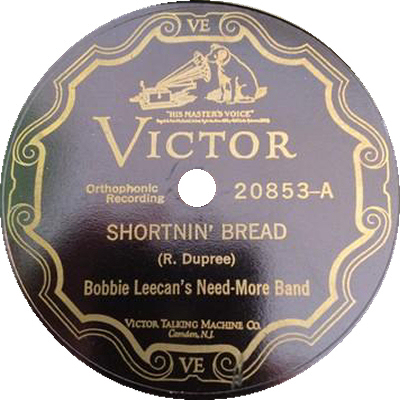 VE
"HIS MASTER'S VOICE"
VICTOR
Orthophonic
Recording
20853-A
SHORTNIN' BREAD
(R. Dupree)
Bobbie Leecan's Need-More Band
VICTOR TALKING MACHINE CO.
Camden, N.J.
VE